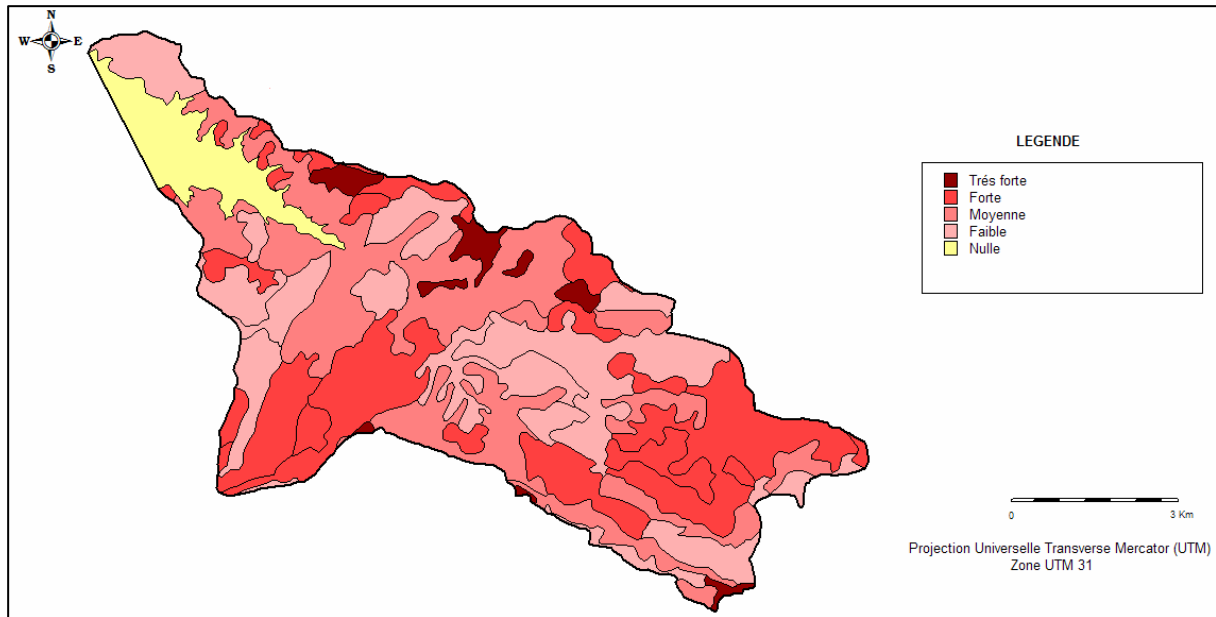 N
W E
S
LEGENDE
Trés forte
Forte
Moyenne
Faible
Nulle
0 3 Km
Projection Universelle Transverse Mercator (UTM)
Zone UTM 31